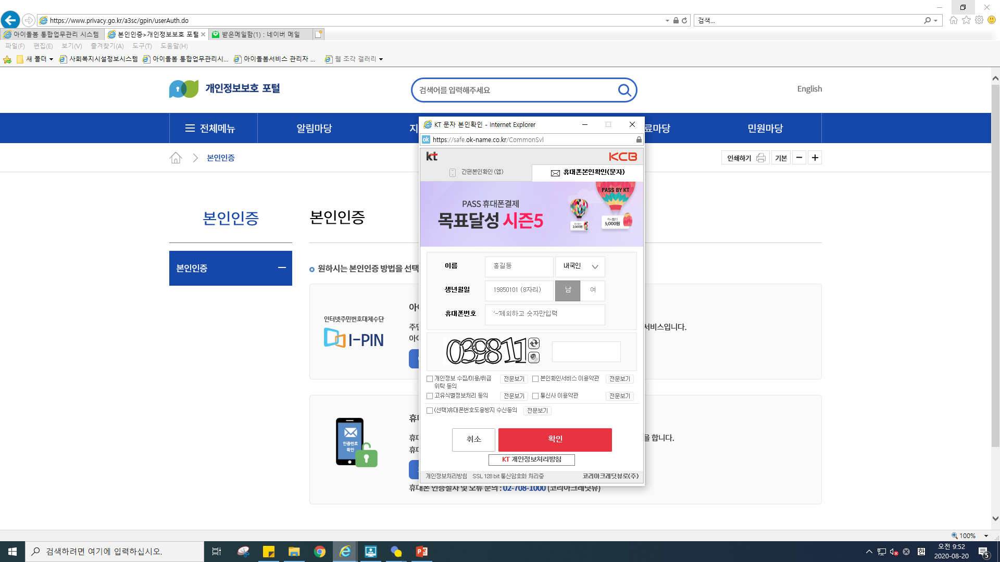 https://www.privacy.go.kr/a3sc/gpin/userAuth.do
검색...
아이돌봄 통합업무관리 시스템
본인인증>개인정보보호 포털
받은메일함(1) : 네이버 메일
파일(F) 편집(E) 보기(V) 즐겨찾기(A) 도구(T) 도움말(H)
새 폴더
사회복지시설정보시스템
아이돌봄 통합업무관리시...
아이돌봄서비스 관리자 ...
웹 조각 갤러리
개인정보보호 포털
검색어를 입력해주세요
English
전체메뉴
알림마당
지
료마당
민원마당
본인인증
인쇄하기
기본
본인인증
본인인증
본인인증
원하시는 본인인증 방법을 선택
인터넷주민번호대체수단
I-PIN
아이
주민
서비스입니다.
아이
휴대
인증번호
확인
휴대
을 합니다.
휴대
휴대폰 인증절차 및 오류 문의 : 02-708-1000 (코리아크레딧뷰)
KT 문자 본인확인 - Internet Explorer
ok
https://safe.ok-name.co.kr/CommonSvl
kt
KCB
간편본인확인(앱)
휴대폰본인확인(문자)
PASS 휴대폰결제
목표달성 시즌5
PASS BY KT
즉시할인
2,000원
즉시할인
5,000원
이름
홍길동
내국인
생년월일
19850101 (8자리)
남
여
휴대폰번호
'-'제외하고 숫자만입력
039811
개인정보 수집/이용/취급
위탁 동의
전문보기
본인확인서비스 이용약관
전문보기
고유식별정보처리 동의
전문보기
통신사 이용약관
전문보기
(선택)휴대폰번호도용방지 수신동의
전문보기
취소
확인
KT 개인정보처리방침
개인정보처리방침
SSL 128 bit 통신암호화 처리중
코리아크레딧뷰로(주)
100%
검색하려면 여기에 입력하십시오.
한
오전 9:52
2020-08-20
5